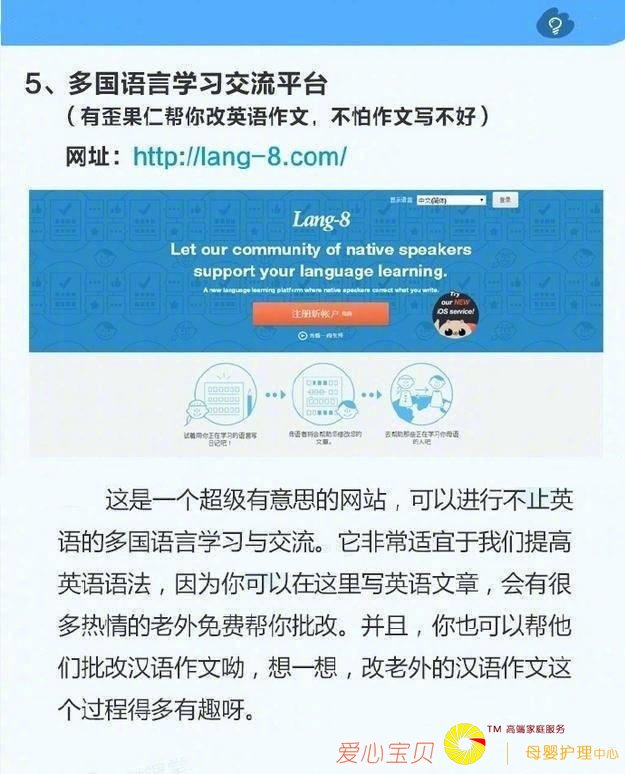 5、多国语言学习交流平台
（有歪果仁帮你改英语作文，不怕作文写不好）
网址：http://lang-8.com/
显示语言 中文(简体) 登录
Lang-8
Let our community of native speakers
support your language learning.
A new language learning platform where native speakers correct what you write.
Try
our NEW
iOS service!
注册新帐户 免费
试着用你正在学习的语言写
日记吧！
母语者将会帮助您修改您的
文章。
去帮助那些正在学习你母语
的人吧
这是一个超级有意思的网站，可以进行不止英
语的多国语言学习与交流。它非常适宜于我们提高
英语语法，因为你可以在这里写英语文章，会有很
多热情的老外免费帮你批改。并且，你也可以帮他
们批改汉语作文呦，想一想，改老外的汉语作文这
个过程得多有趣呀。
爱心宝贝
TM 高端家庭服务
母婴护理中心